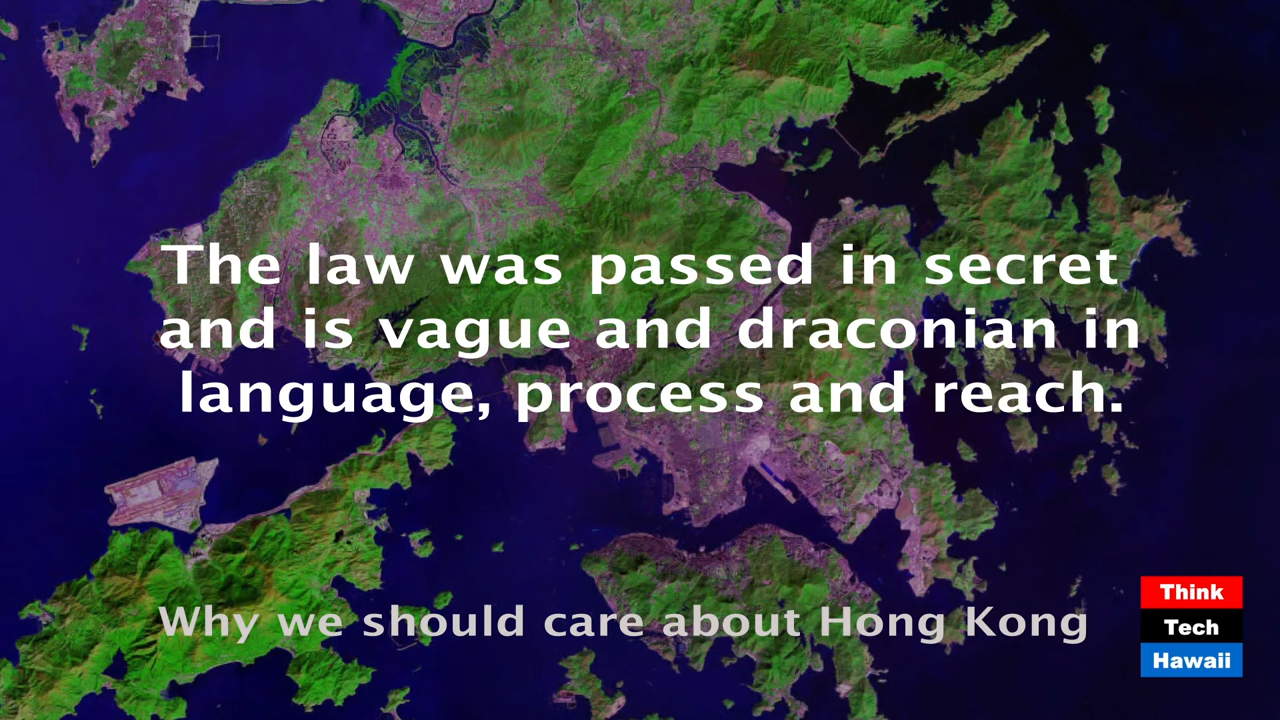 The law was passed in secret
and is vague and draconian in
language, process and reach.
Why we should care about Hong Kong
Think
Tech
Hawaii